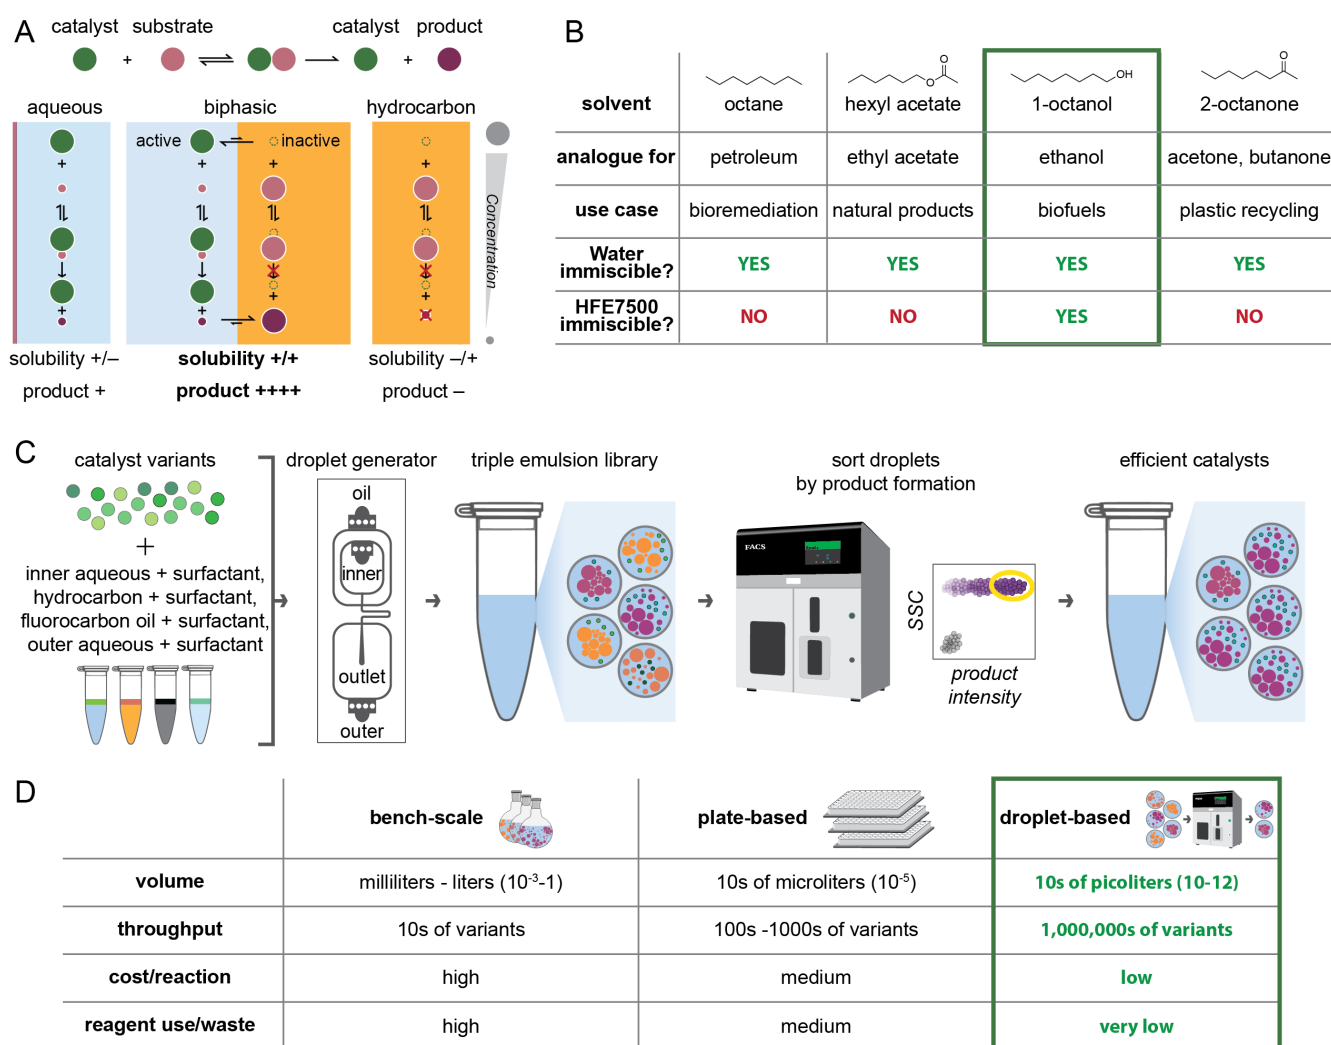 A
catalyst substrate catalyst product
+ +
aqueous biphasic hydrocarbon
active inactive
+ + + +
+ +
+ + 
Concentration
solubility +/– solubility +/+ solubility –/+
product + product ++++ product –
B
OH
O
O
O
solvent octane hexyl acetate 1-octanol 2-octanone
analogue for petroleum ethyl acetate ethanol acetone, butanone
use case bioremediation natural products biofuels plastic recycling
Water
immiscible? YES YES YES YES
HFE7500
immiscible? NO NO YES NO
C
catalyst variants droplet generator triple emulsion library sort droplets efficient catalysts
by product formation
+
inner aqueous + surfactant,
hydrocarbon + surfactant,
fluorocarbon oil + surfactant,
outer aqueous + surfactant
oil
inner
outlet
outer
FACS
SSC
product
intensity
D
bench-scale plate-based droplet-based
volume milliliters - liters (10⁻³-1) 10s of microliters (10⁻⁵) 10s of picoliters (10-12)
throughput 10s of variants 100s -1000s of variants 1,000,000s of variants
cost/reaction high medium low
reagent use/waste high medium very low